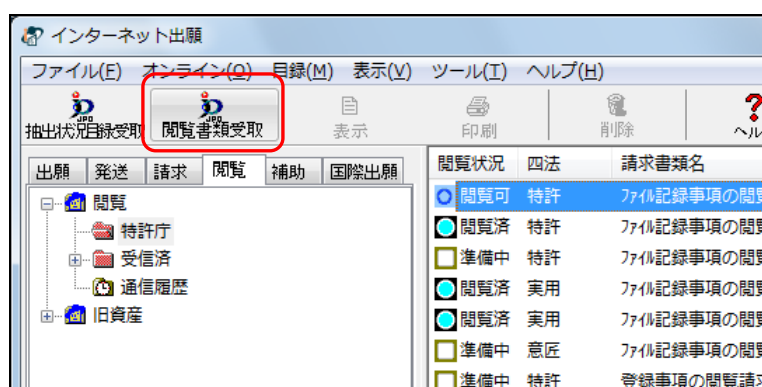 インターネット出願
ファイル(F) オンライン(O) 目録(M) 表示(V) ツール(T) ヘルプ(H)
JPO JPO
抽出状況目録受取 閲覧書類受取 表示 印刷 削除 ヘル
出願 発送 請求 閲覧 補助 国際出願
閲覧状況 四法 請求書類名
閲覧
特許庁
受信済
通信履歴
旧資産
閲覧可 特許 ファイル記録事項の閲覧
閲覧済 特許 ファイル記録事項の閲覧
準備中 特許 ファイル記録事項の閲覧
閲覧済 実用 ファイル記録事項の閲覧
閲覧済 実用 ファイル記録事項の閲覧
準備中 意匠 ファイル記録事項の閲覧
準備中 特許 登録事項の閲覧請求